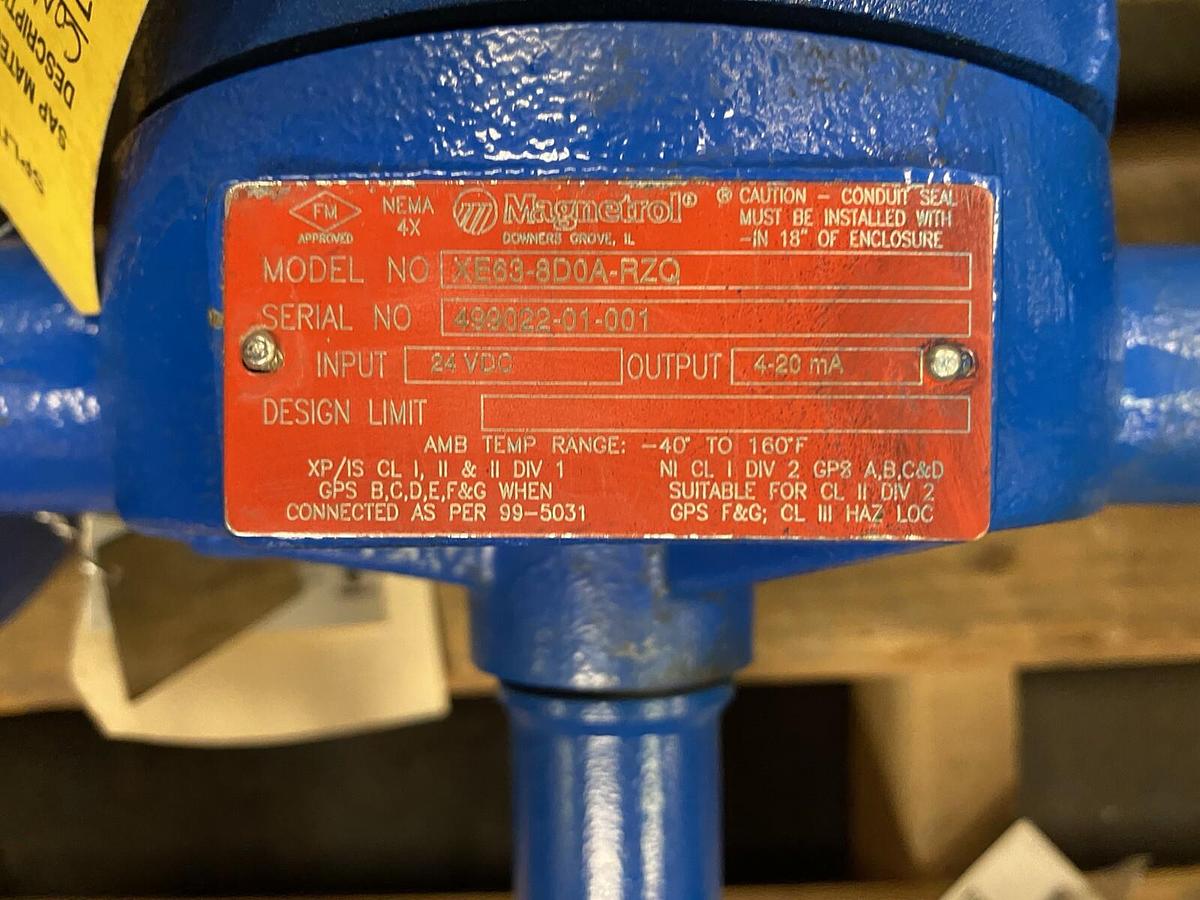 SAP MATE
DESCRIPTI
FM
APPROVED
NEMA
4X
Magnetrol®
DOWNERS GROVE, IL
® CAUTION – CONDUIT SEAL
MUST BE INSTALLED WITH
-IN 18" OF ENCLOSURE
MODEL NO XE63-8D0A-RZQ
SERIAL NO 499022-01-001
INPUT 24 VDC OUTPUT 4-20 mA
DESIGN LIMIT
AMB TEMP RANGE: –40° TO 160°F
XP/IS CL I, II & II DIV 1
GPS B,C,D,E,F&G WHEN
CONNECTED AS PER 99-5031
NI CL I DIV 2 GPS A,B,C&D
SUITABLE FOR CL II DIV 2
GPS F&G; CL III HAZ LOC